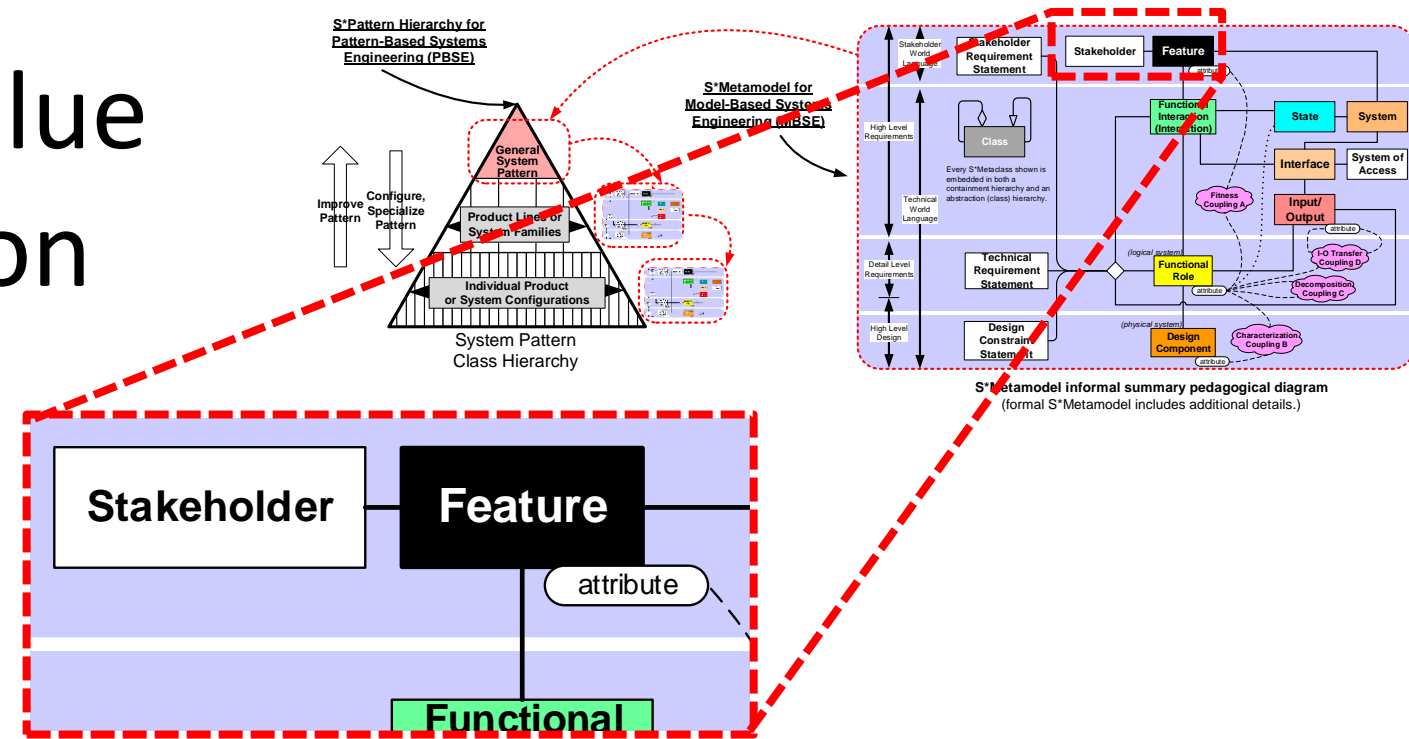 lue
on
S*Pattern Hierarchy for
Pattern-Based Systems
Engineering (PBSE)
General
System
Pattern
Improve
Pattern
Configure,
Specialize
Pattern
Product Lines or
System Families
Individual Product
or System Configurations
System Pattern
Class Hierarchy
S*Metamodel for
Model-Based Systems
Engineering (MBSE)
Stakeholder
World
Language
High Level
Requirements
Technical
World
Language
Detail Level
Requirements
High Level
Design
Stakeholder
Requirement
Statement
Stakeholder
Feature
attribute
Class
Every S*Metaclass shown is
embedded in both a
containment hierarchy and an
abstraction (class) hierarchy.
Functional
Interaction
(Interaction)
State
System
Interface
System of
Access
Fitness
Coupling A
Input/
Output
attribute
Technical
Requirement
Statement
(logical system)
Functional
Role
attribute
I-O Transfer
Coupling D
Decomposition
Coupling C
Design
Constraint
Statement
(physical system)
Design
Component
attribute
Characterization
Coupling B
S*Metamodel informal summary pedagogical diagram
(formal S*Metamodel includes additional details.)
Stakeholder
Feature
attribute
Functional